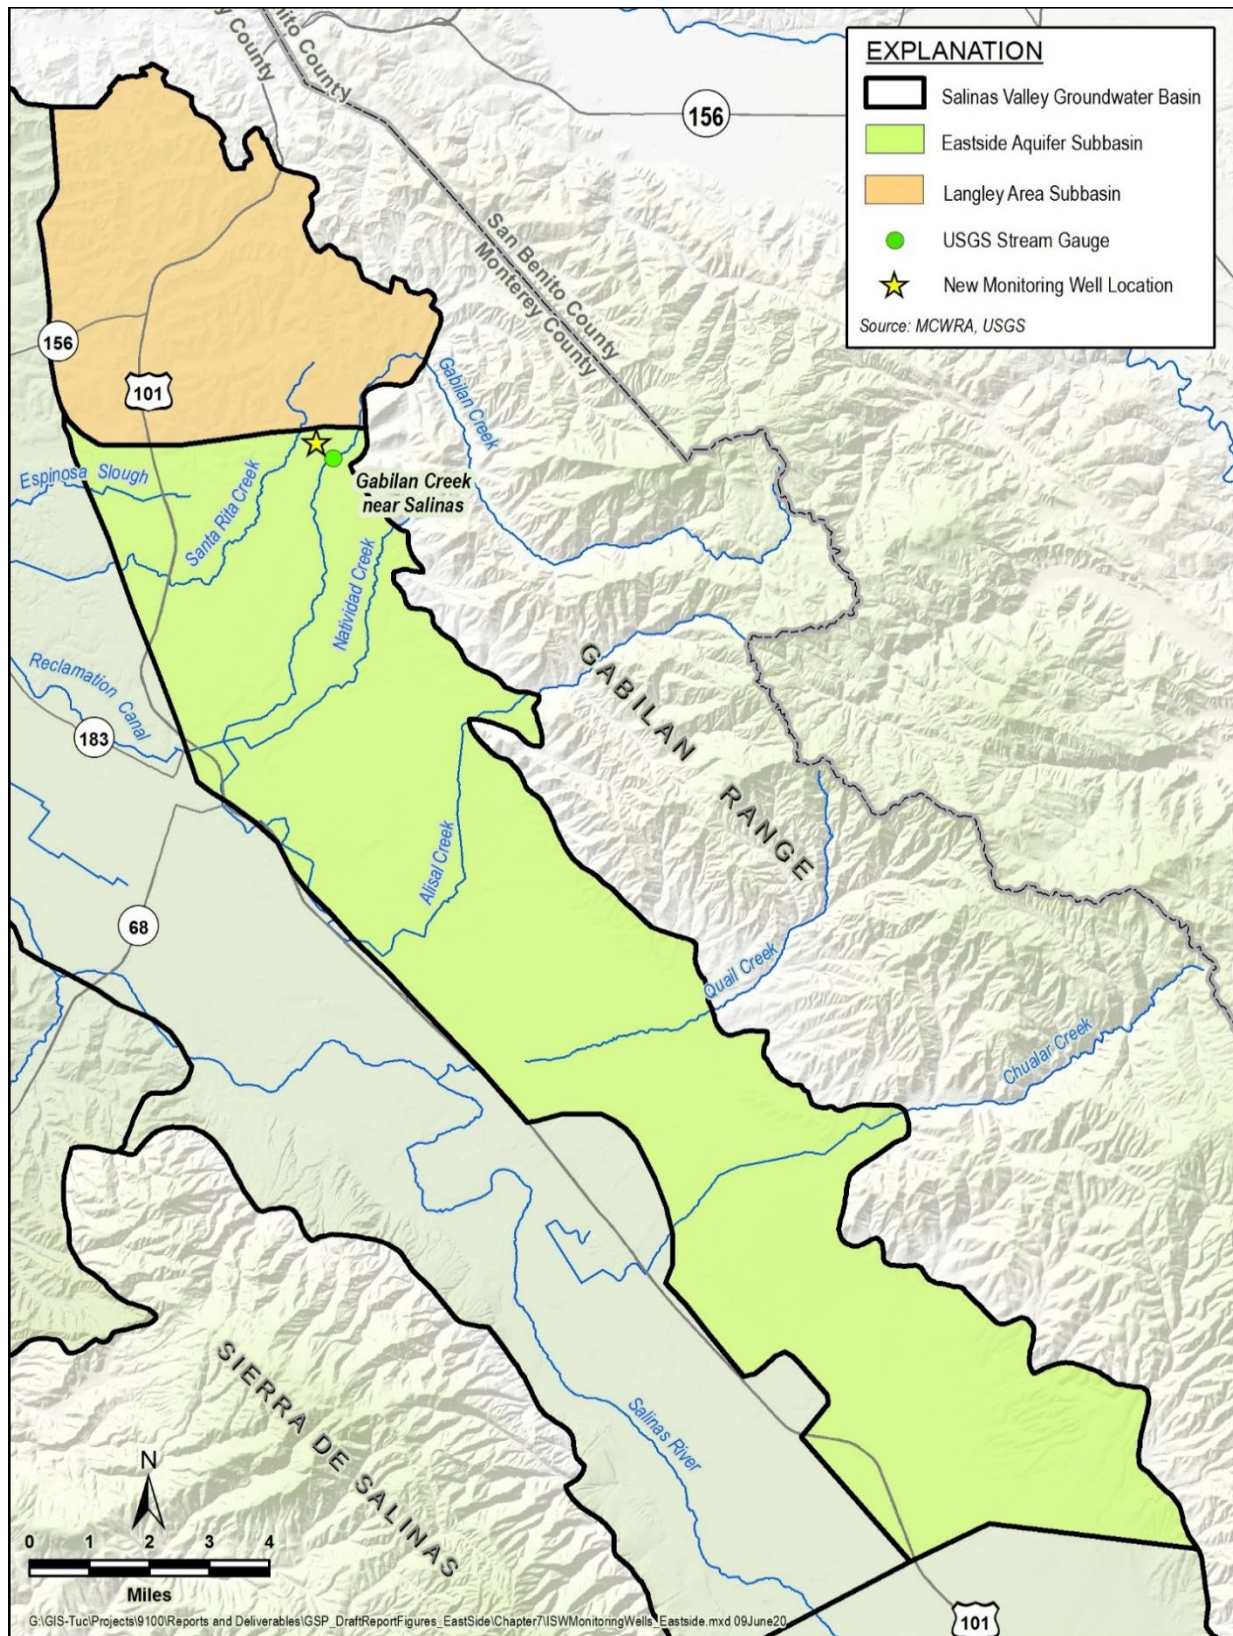 nito County
y County
EXPLANATION
Salinas Valley Groundwater Basin
Eastside Aquifer Subbasin
Langley Area Subbasin
USGS Stream Gauge
New Monitoring Well Location
Source: MCWRA, USGS
156
San Benito County
Monterey County
156
101
Gabilan Creek
Espinosa Slough
Santa Rita Creek
Gabilan Creek
near Salinas
Natividad Creek
Reclamation Canal
183
GABILAN RANGE
Alisal Creek
68
Quail Creek
Chualar Creek
SIERRA DE SALINAS
Salinas River
N
0 1 2 3 4
Miles
G:\GIS-Tuc\Projects\9100\Reports and Deliverables\GSP_DraftReportFigures_EastSide\Chapter7\ISWMonitoringWells_Eastside.mxd 09June20
101